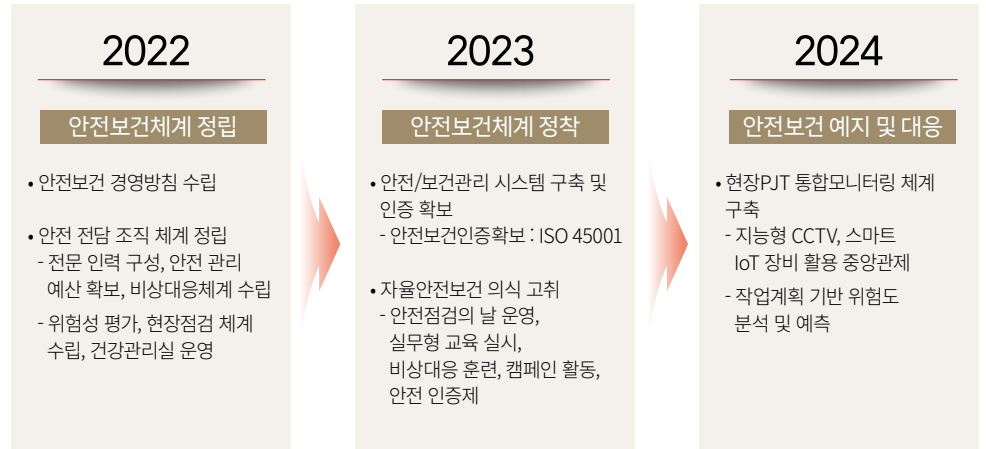 2022
안전보건체계 정립
• 안전보건 경영방침 수립
• 안전 전담 조직 체계 정립
- 전문 인력 구성, 안전 관리
예산 확보, 비상대응체계 수립
- 위험성 평가, 현장점검 체계
수립, 건강관리실 운영
2023
안전보건체계 정착
• 안전/보건관리 시스템 구축 및
인증 확보
- 안전보건인증확보 : ISO 45001
• 자율안전보건 의식 고취
- 안전점검의 날 운영,
실무형 교육 실시,
비상대응 훈련, 캠페인 활동,
안전 인증제
2024
안전보건 예지 및 대응
• 현장PJT 통합모니터링 체계
구축
- 지능형 CCTV, 스마트
IoT 장비 활용 중앙관제
- 작업계획 기반 위험도
분석 및 예측